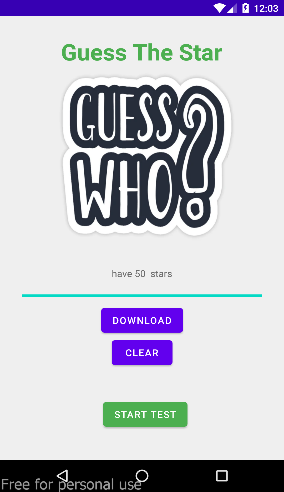 12:03
Guess The Star
GUESS
WHO?
have 50 stars
DOWNLOAD
CLEAR
START TEST
Free for personal use